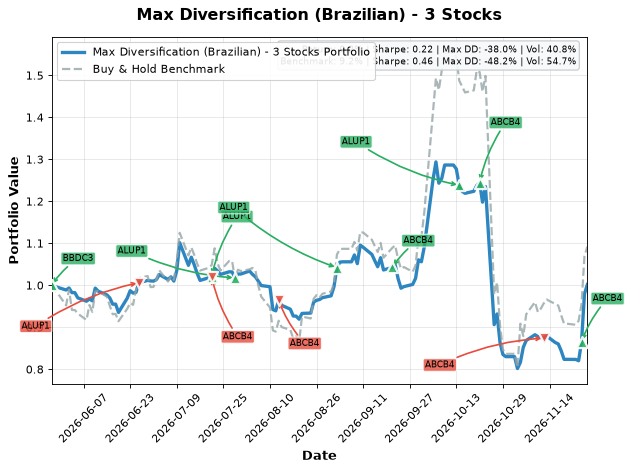 Max Diversification (Brazilian) - 3 Stocks
Max Diversification (Brazilian) - 3 Stocks Portfolio
Buy & Hold Benchmark
Sharpe: 0.22 | Max DD: -38.0% | Vol: 40.8%
Benchmark: 9.2% | Sharpe: 0.46 | Max DD: -48.2% | Vol: 54.7%
Portfolio Value
1.5
1.4
1.3
1.2
1.1
1.0
0.9
0.8
ABCB4
ALUP1
ALUP1
ALUP1
ABCB4
ALUP1
BBDC3
ABCB4
ALUP1
ABCB4
ABCB4
ABCB4
2026-06-07
2026-06-23
2026-07-09
2026-07-25
2026-08-10
2026-08-26
2026-09-11
2026-09-27
2026-10-13
2026-10-29
2026-11-14
Date